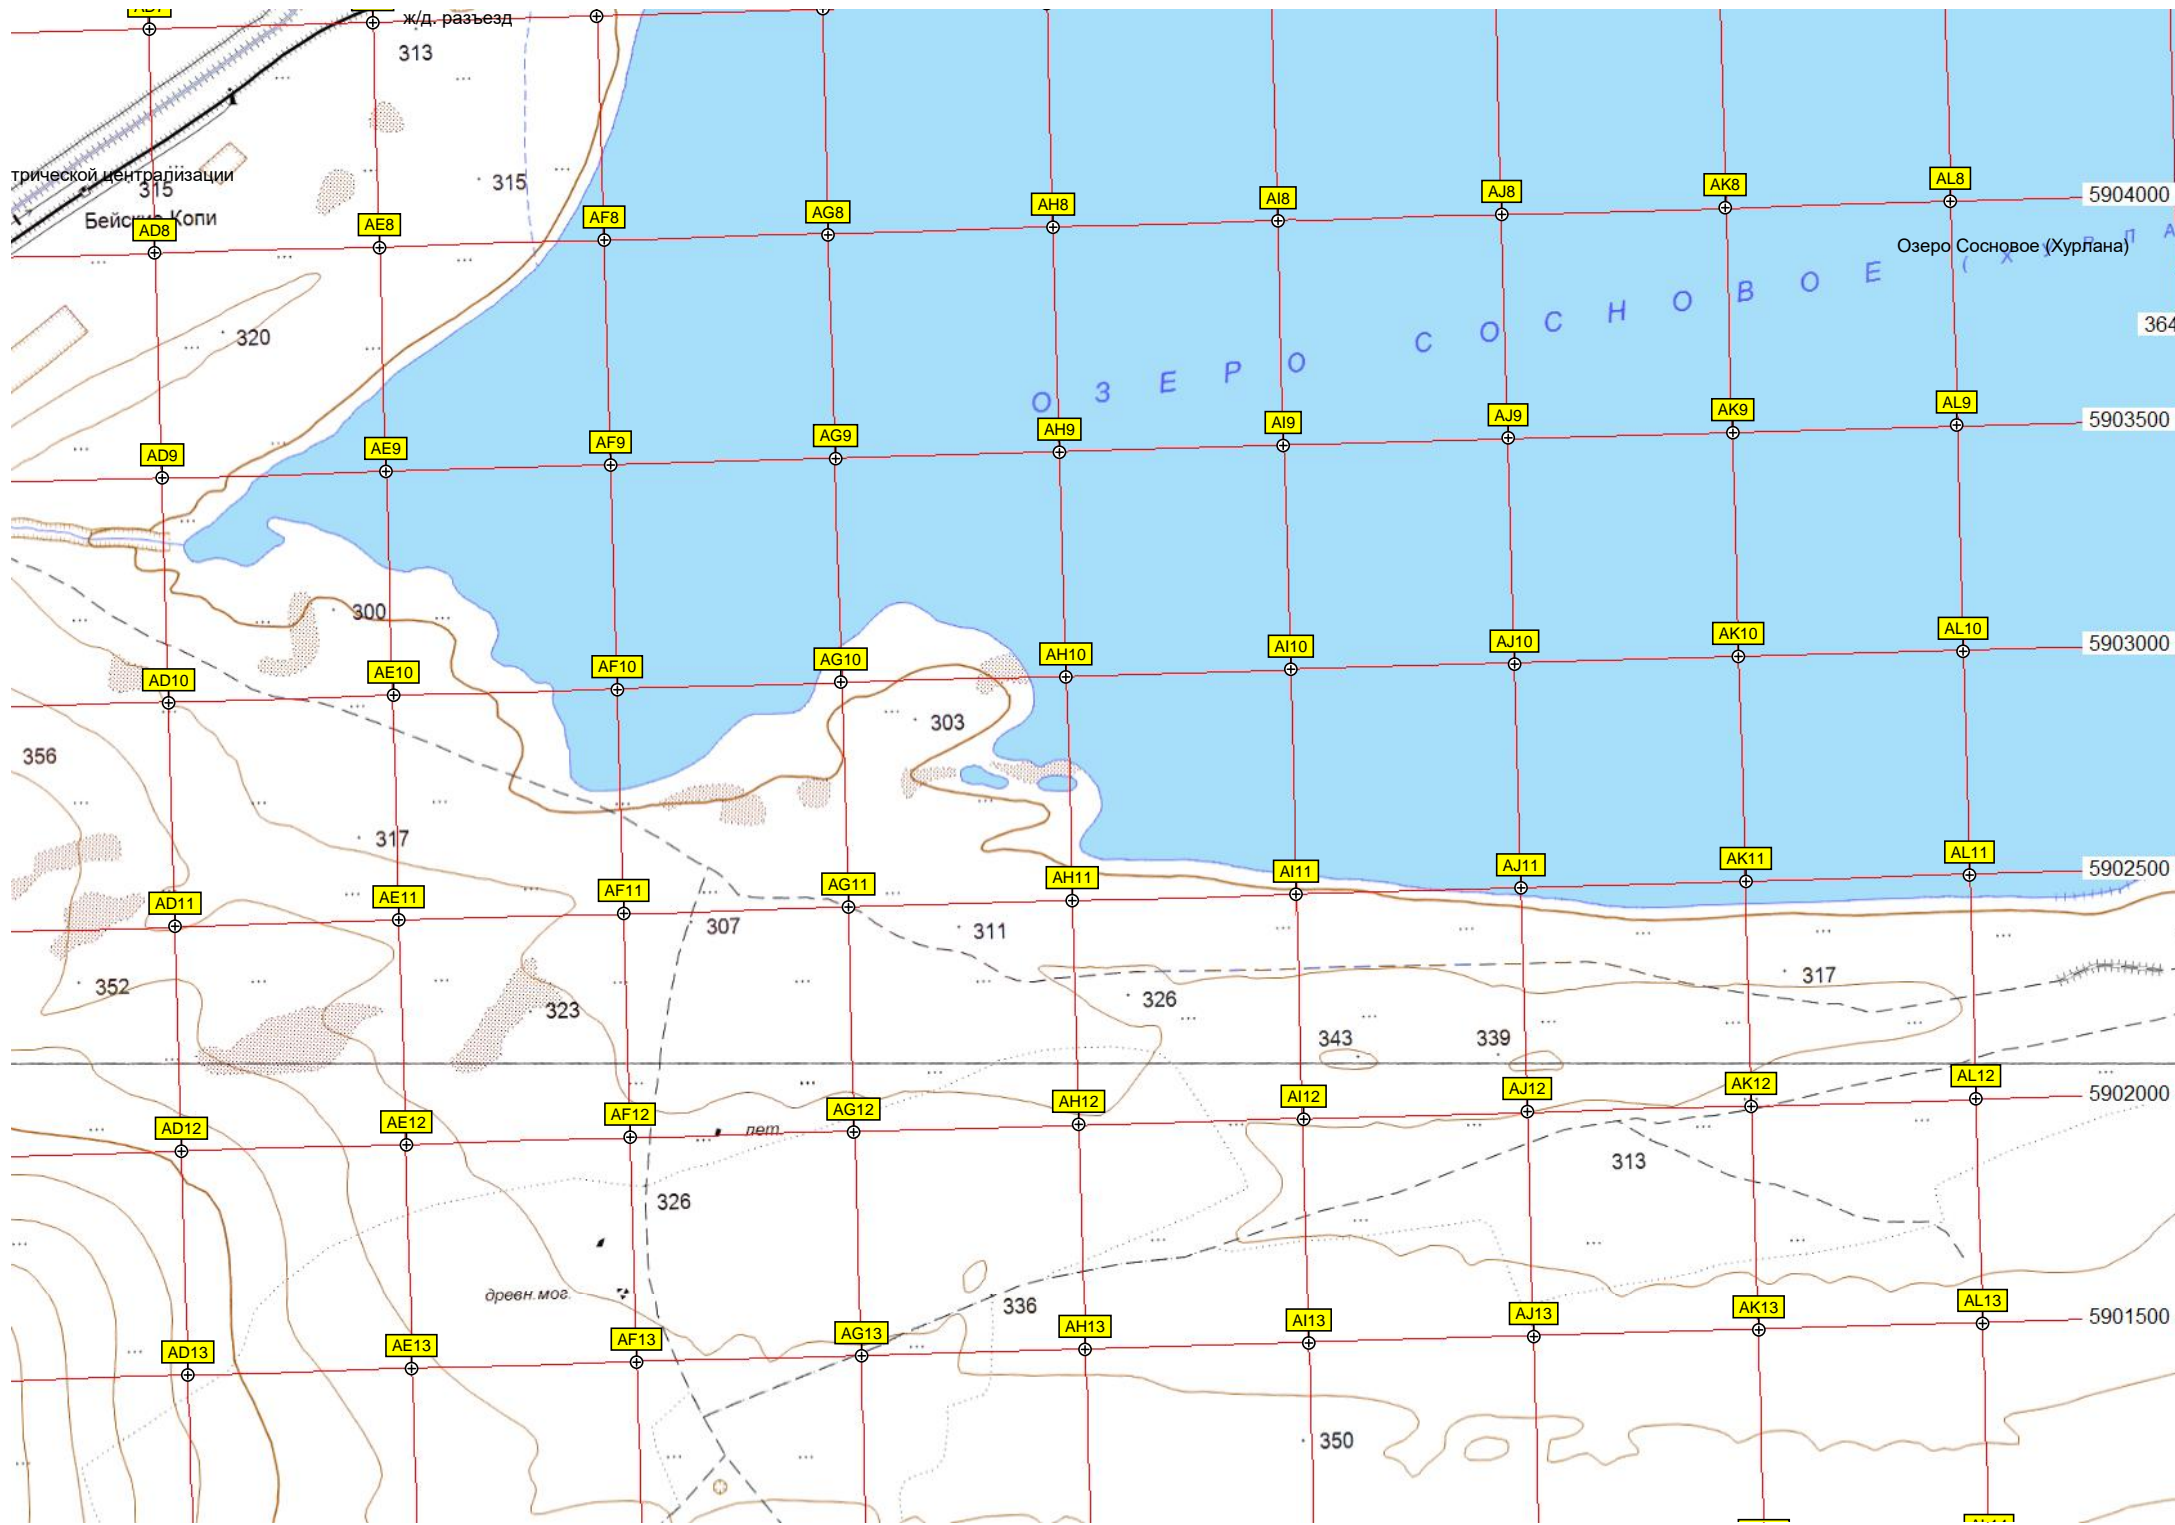 ж/д. разъезд
313
трической централизации
315
315
Бейские Копи
AD8 AE8 AF8 AG8 AH8 AI8 AJ8 AK8 AL8 5904000
Озеро Сосновое (Хурлана)
ОЗЕРО СОСНОВОЕ
364
320
AD9 AE9 AF9 AG9 AH9 AI9 AJ9 AK9 AL9 5903500
300
AD10 AE10 AF10 AG10 AH10 AI10 AJ10 AK10 AL10 5903000
303
356
317
AD11 AE11 AF11 AG11 AH11 AI11 AJ11 AK11 AL11 5902500
307
311
317
352
326
323
343
339
AD12 AE12 AF12 AG12 AH12 AI12 AJ12 AK12 AL12 5902000
лет.
313
326
древн.мог.
336
AD13 AE13 AF13 AG13 AH13 AI13 AJ13 AK13 AL13 5901500
350